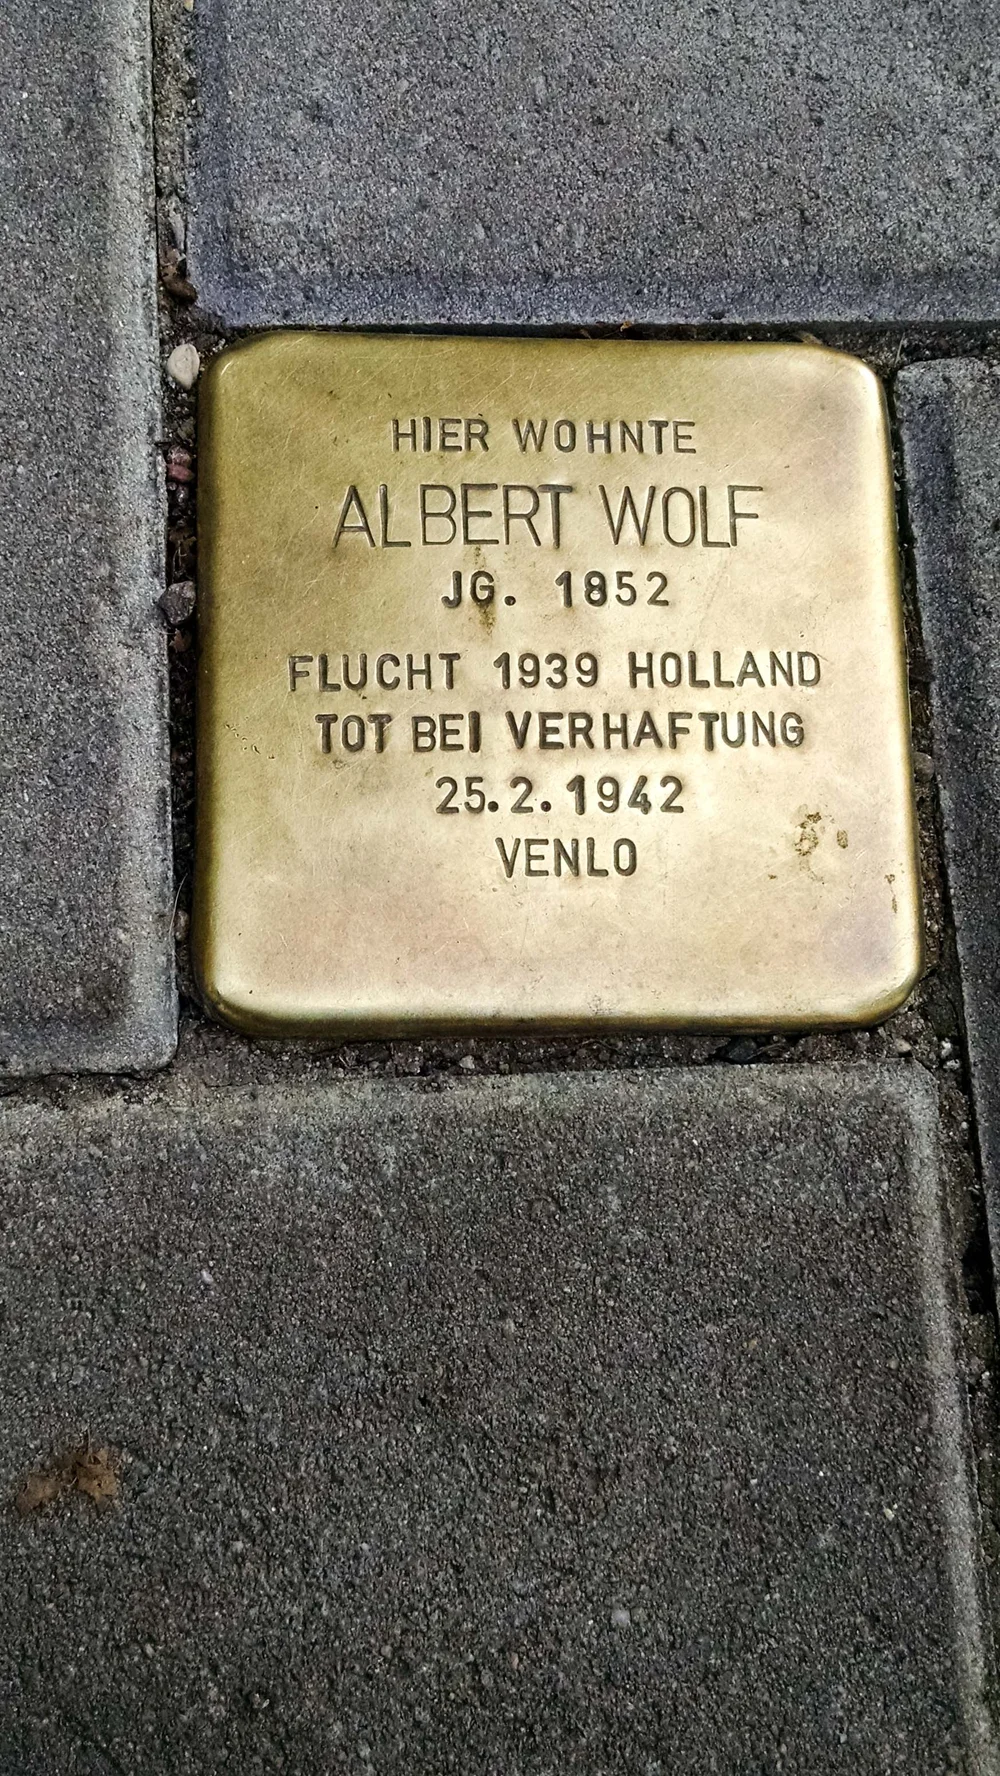 HIER WOHNTE
ALBERT WOLF
JG. 1852
FLUCHT 1939 HOLLAND
TOT BEI VERHAFTUNG
25.2.1942
VENLO